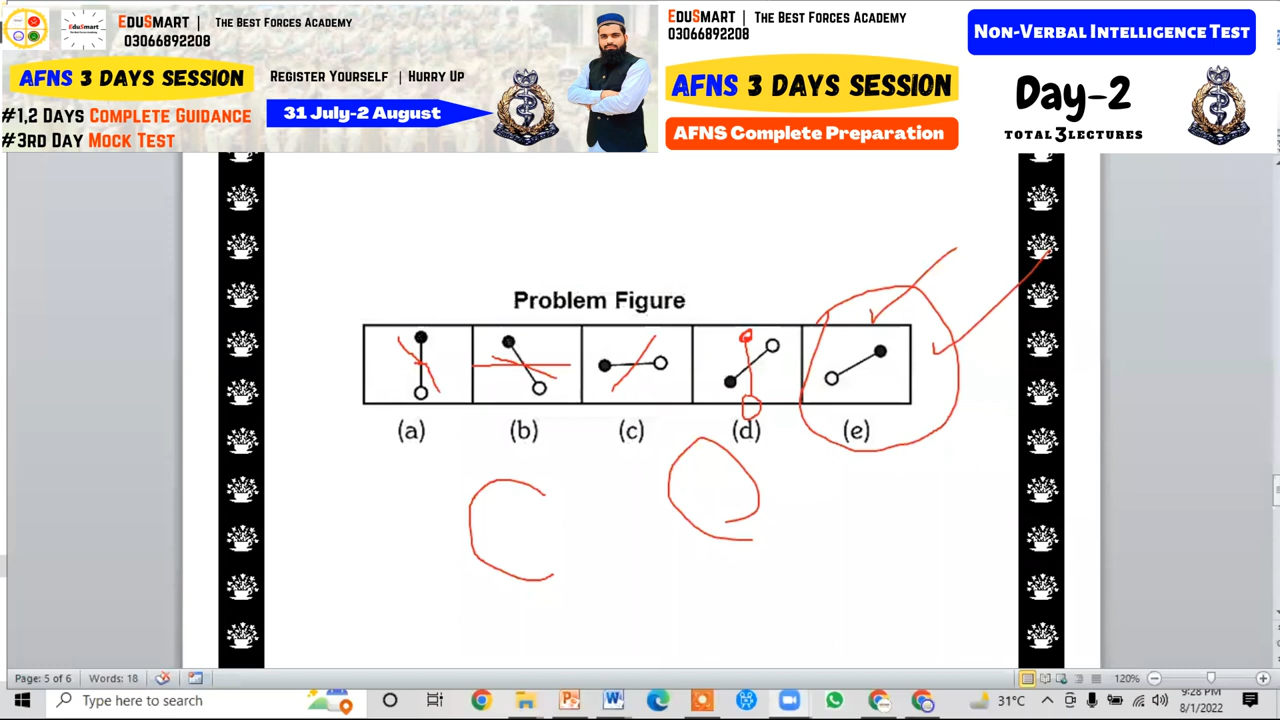 EDUSMART | THE BEST FORCES ACADEMY
03066892208
AFNS 3 DAYS SESSION
REGISTER YOURSELF | HURRY UP
#1,2 DAYS COMPLETE GUIDANCE
31 July-2 August
#3RD DAY MOCK TEST
EDUSMART | THE BEST FORCES ACADEMY
03066892208
AFNS 3 DAYS SESSION
AFNS Complete Preparation
NON-VERBAL INTELLIGENCE TEST
Day-2
TOTAL 3 LECTURES
Problem Figure
(a) (b) (c) (d) (e)
Page: 5 of 6 Words: 18
120%
Type here to search
31°C
9:28 PM
8/1/2022